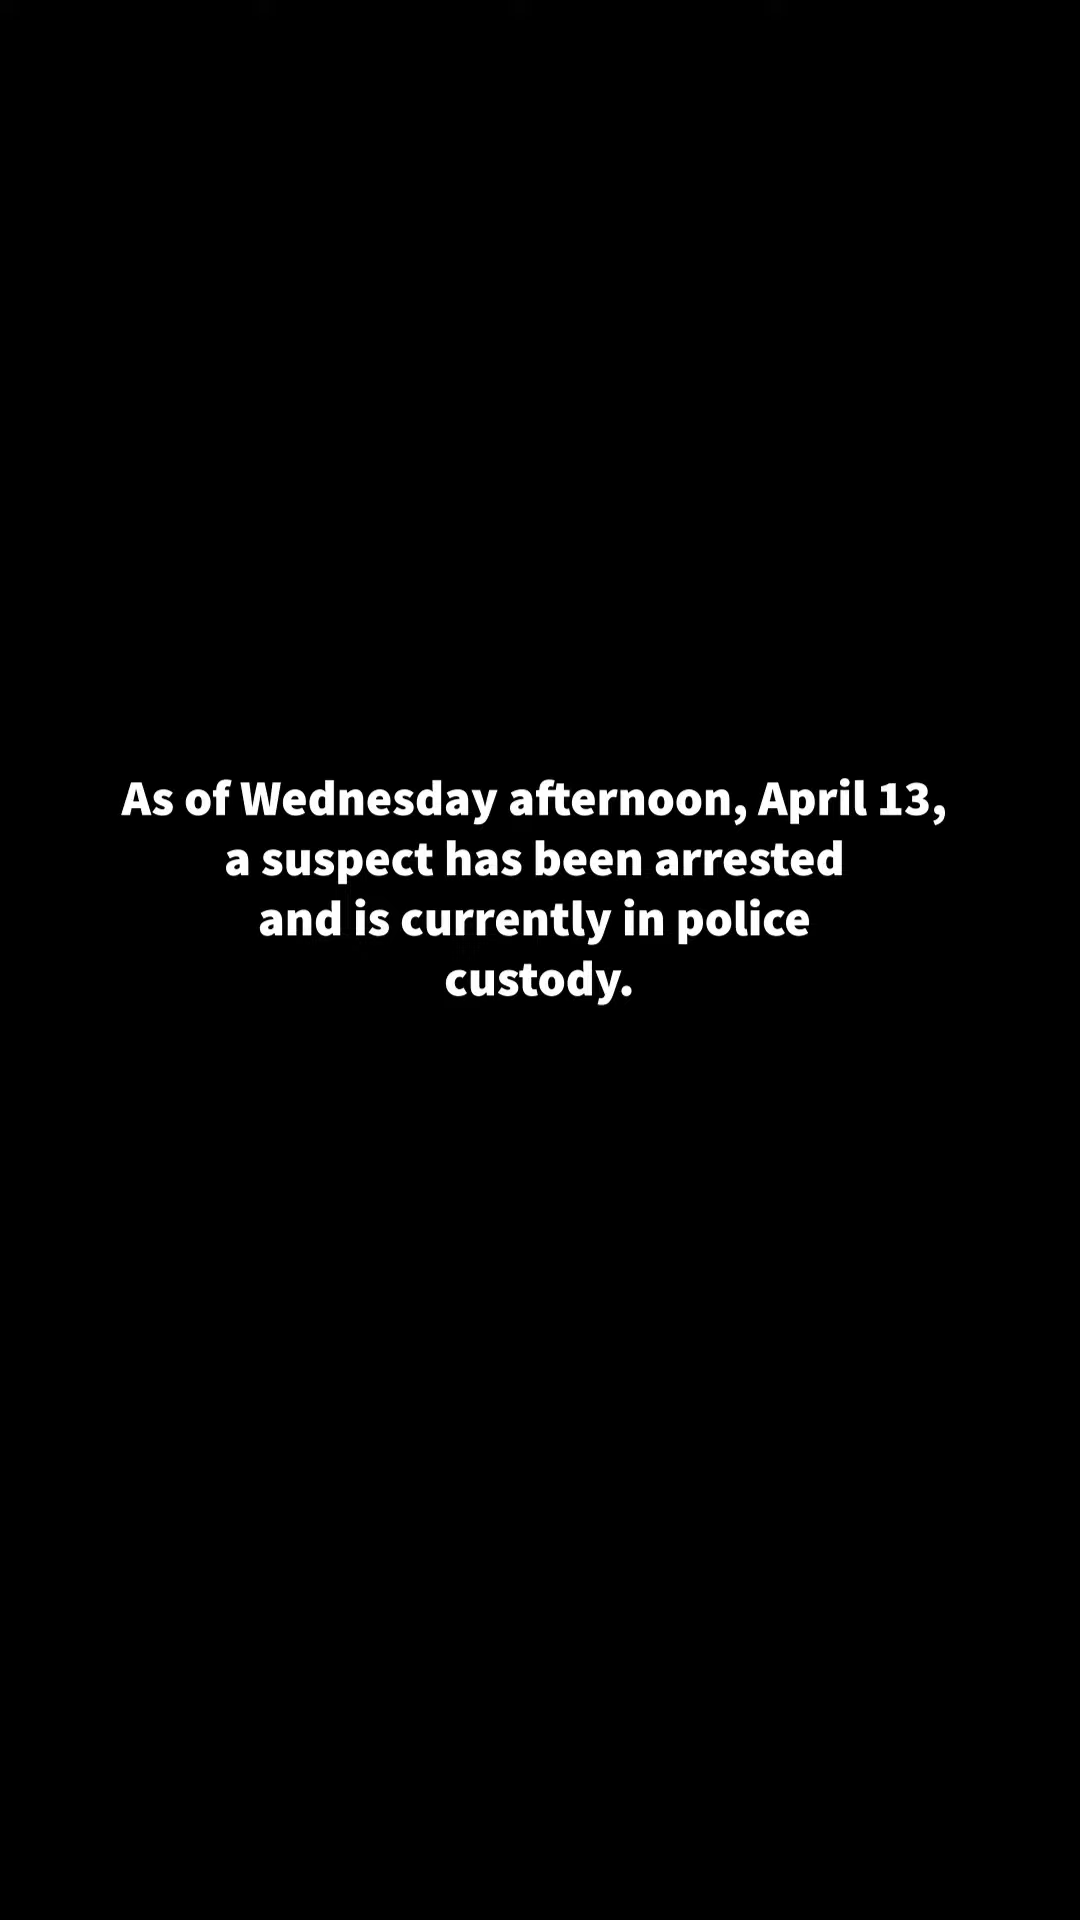 As of Wednesday afternoon, April 13,
a suspect has been arrested
and is currently in police
custody.